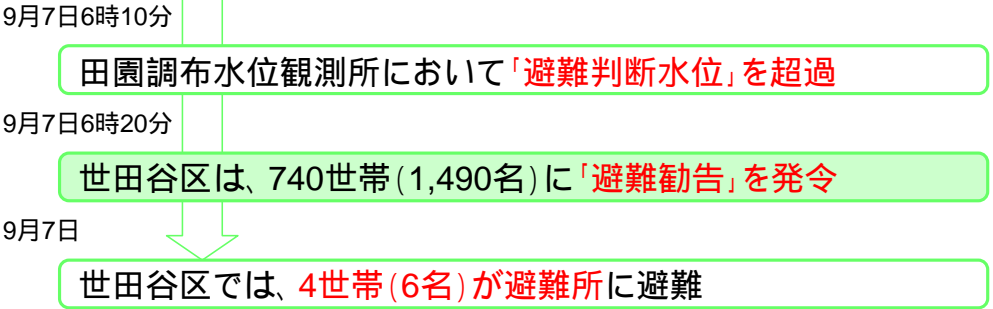 9月7日6時10分
田園調布水位観測所において「避難判断水位」を超過
9月7日6時20分
世田谷区は、740世帯(1,490名)に「避難勧告」を発令
9月7日
世田谷区では、4世帯(6名)が避難所に避難